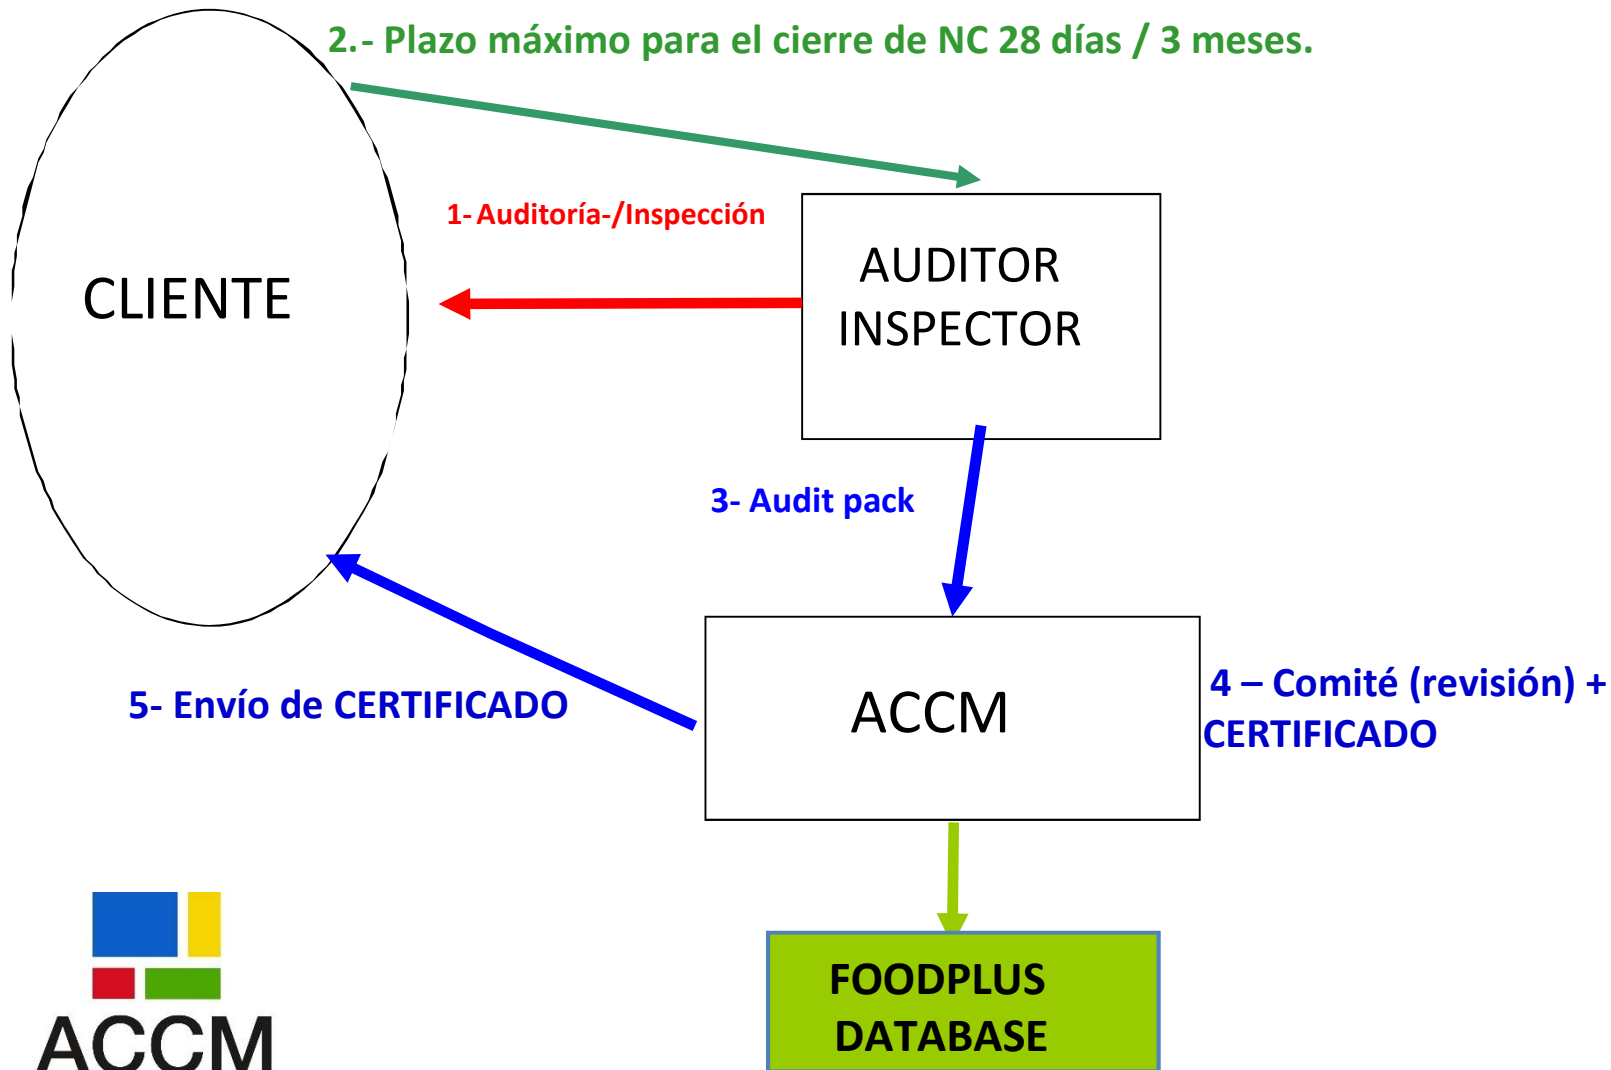 2.- Plazo máximo para el cierre de NC 28 días / 3 meses.
1- Auditoría-/Inspección
AUDITOR
INSPECTOR
CLIENTE
3- Audit pack
4 – Comité (revisión) +
CERTIFICADO
5- Envío de CERTIFICADO
ACCM
FOODPLUS
DATABASE
ACCM